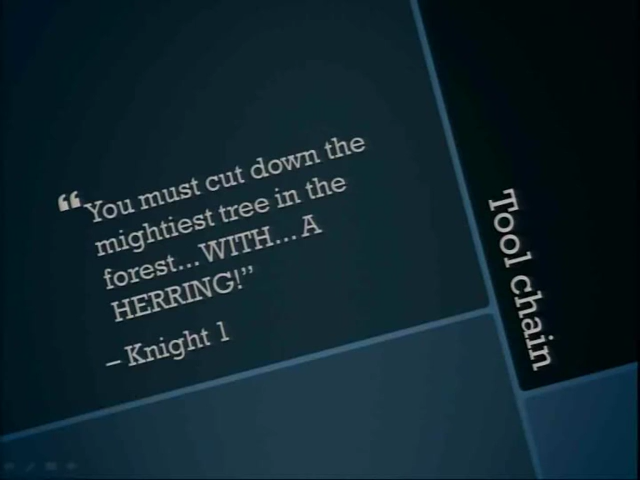 “You must cut down the
mightiest tree in the
forest…WITH…A
HERRING!”
– Knight 1
Tool chain